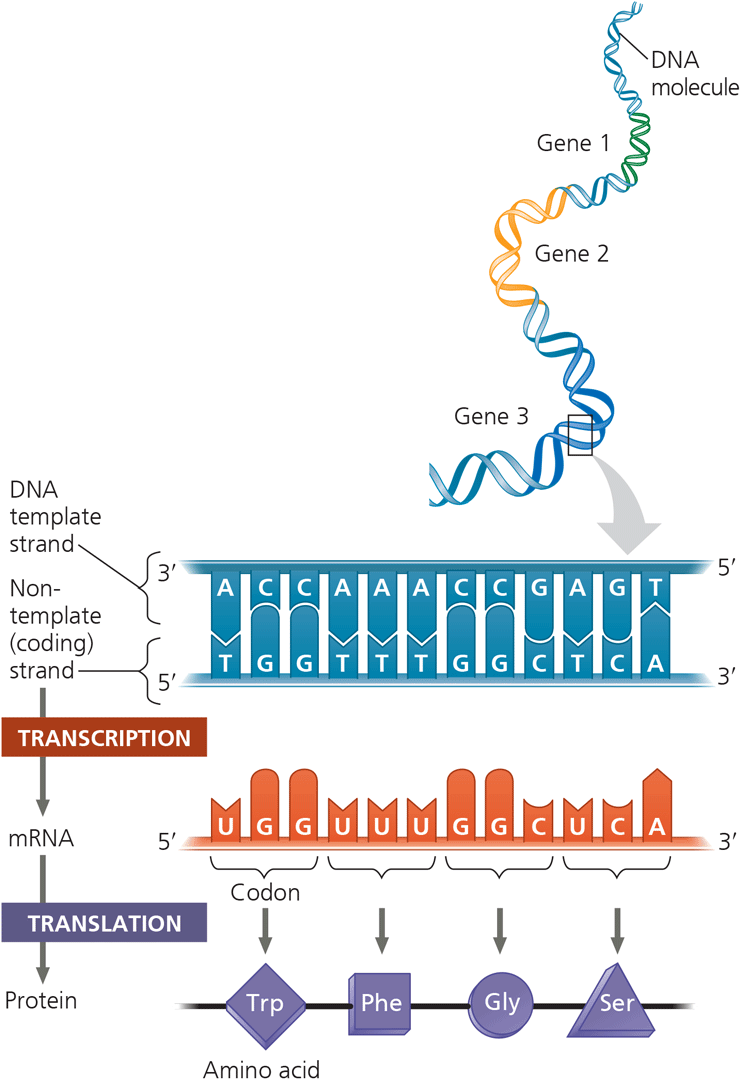 DNA
molecule
Gene 1
Gene 2
Gene 3
DNA
template
strand
3′ A C C A A A C C G A G T 5′
Non-
template
(coding)
strand
5′ T G G T T T G G C T C A 3′
TRANSCRIPTION
mRNA
5′ U G G U U U G G C U C A 3′
Codon
TRANSLATION
Protein
Trp Phe Gly Ser
Amino acid